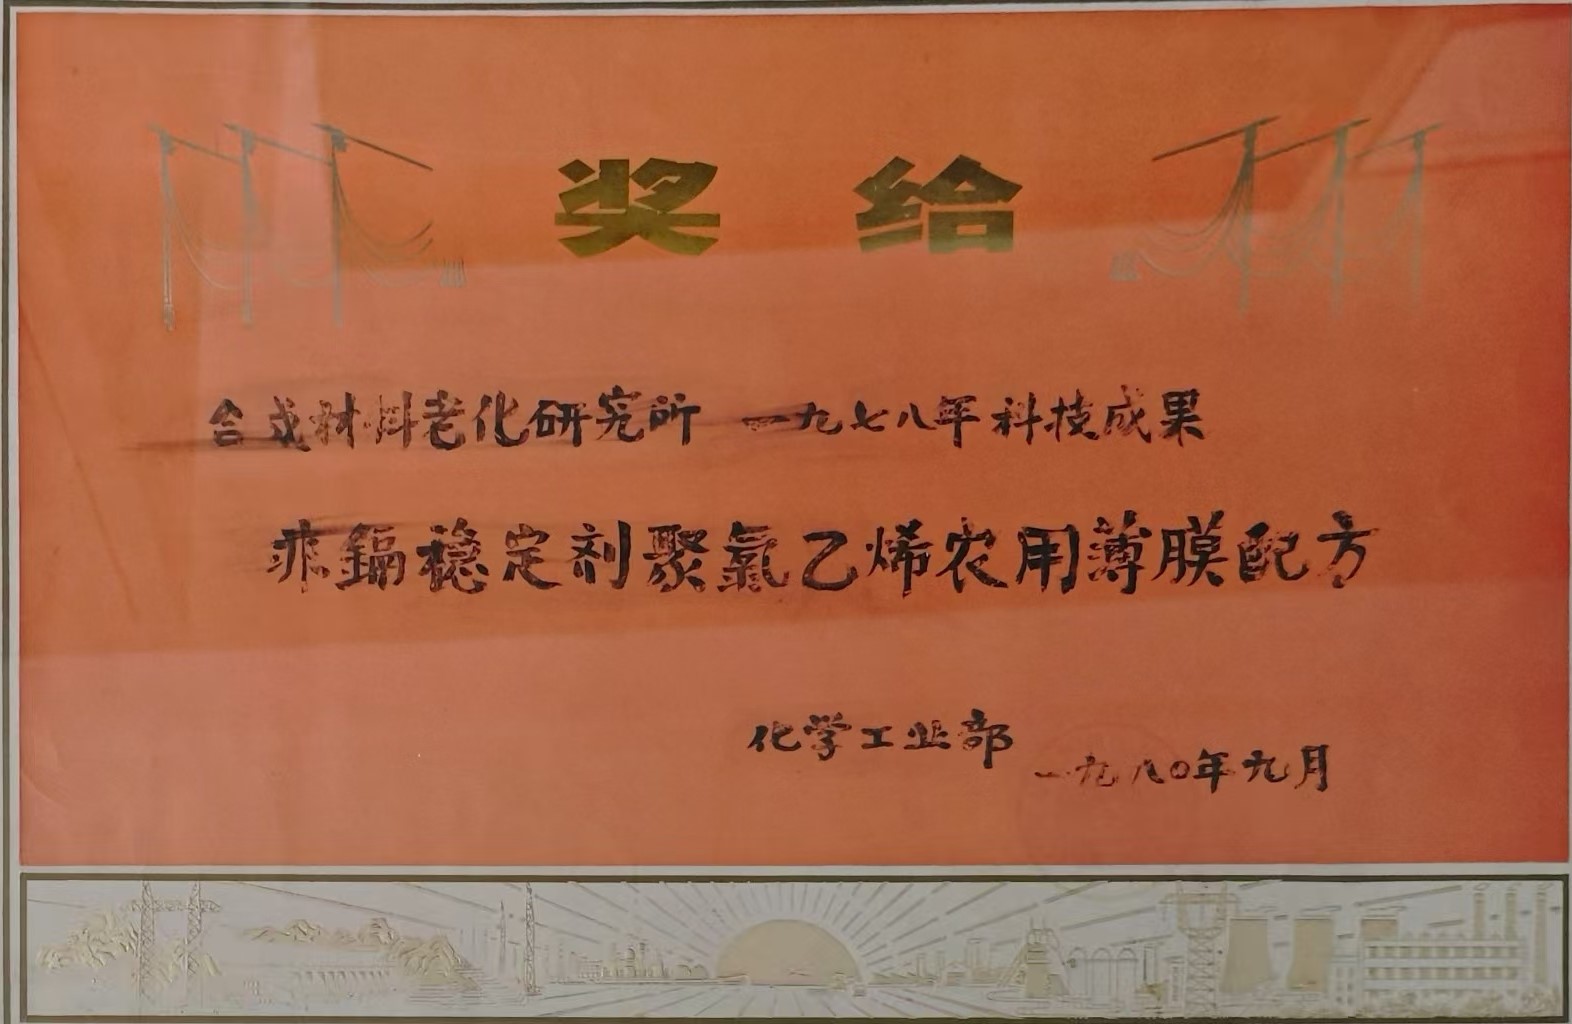 奖给
合成材料老化研究所 一九七八年科技成果
非鎘稳定剂聚氯乙烯农用薄膜配方
化学工业部
一九八〇年九月